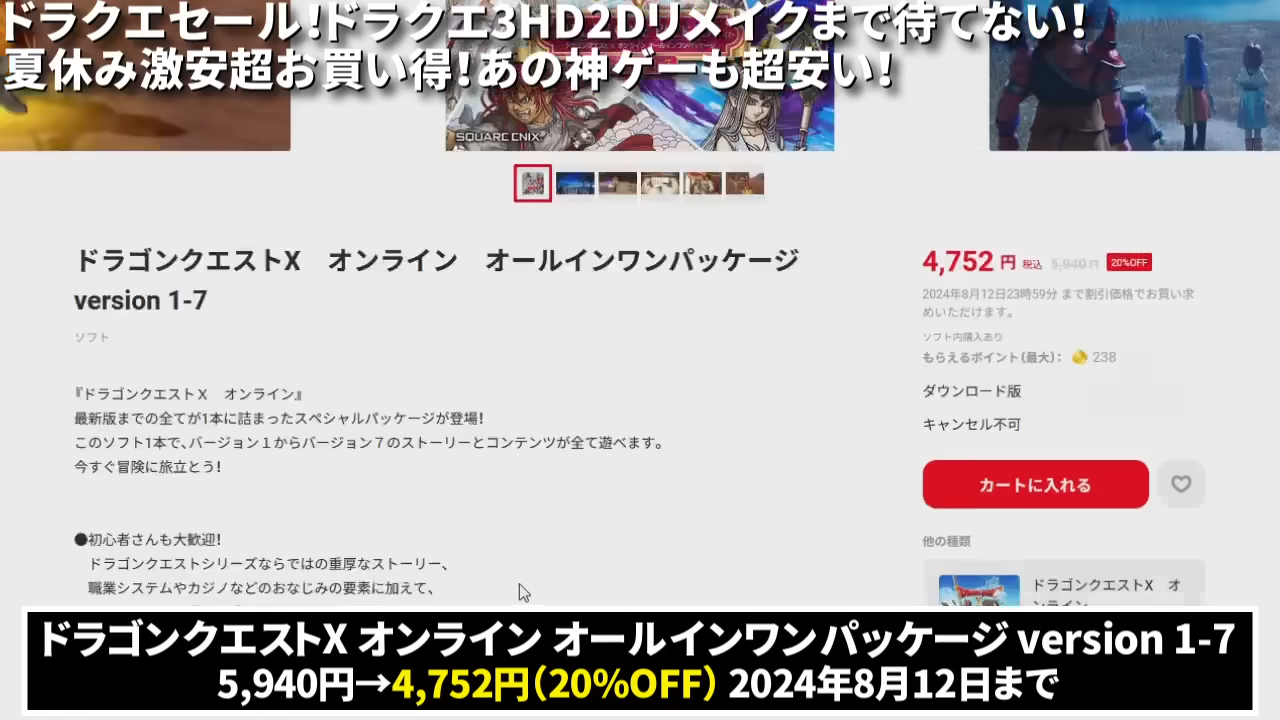 ドラクエセール!ドラクエ3HD2Dリメイクまで待てない!
夏休み激安超お買い得!あの神ゲーも超安い!
SQUARE ENIX
ドラゴンクエストX　オンライン　オールインワンパッケージ
version 1-7
ソフト
『ドラゴンクエストX　オンライン』
最新版までの全てが1本に詰まったスペシャルパッケージが登場!
このソフト1本で、バージョン1からバージョン7のストーリーとコンテンツが全て遊べます。
今すぐ冒険に旅立とう!
●初心者さんも大歓迎!
ドラゴンクエストシリーズならではの重厚なストーリー、
職業システムやカジノなどのおなじみの要素に加えて、
4,752円 税込 5,940円 20%OFF
2024年8月12日23時59分 まで割引価格でお買い求
めいただけます。
ソフト内購入あり
もらえるポイント(最大): 238
ダウンロード版
キャンセル不可
カートに入れる
他の種類
ドラゴンクエストX　オ
ンライン
ドラゴンクエストX オンライン オールインワンパッケージ version 1-7
5,940円→4,752円(20%OFF) 2024年8月12日まで